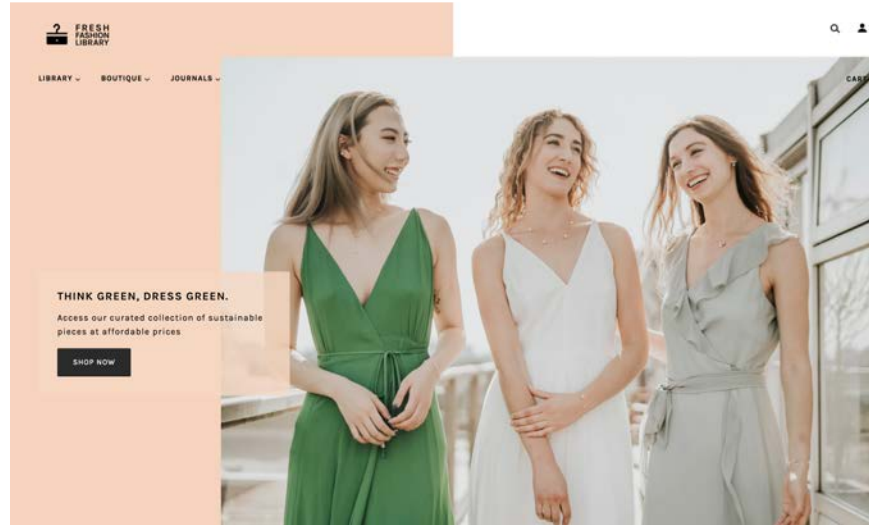 FRESH
FASHION
LIBRARY
LIBRARY
BOUTIQUE
JOURNALS
THINK GREEN, DRESS GREEN.
Access our curated collection of sustainable
pieces at affordable prices
SHOP NOW